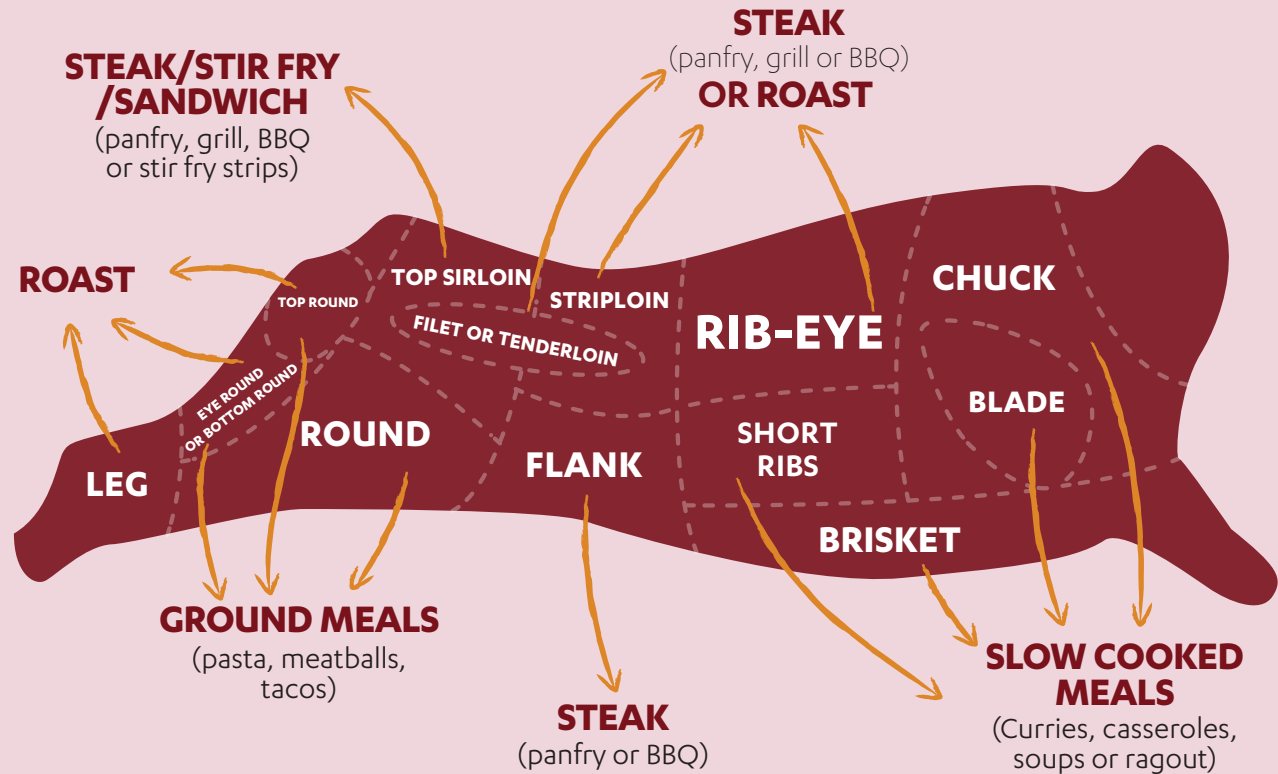 STEAK
(panfry, grill or BBQ)
OR ROAST
STEAK/STIR FRY
/SANDWICH
(panfry, grill, BBQ
or stir fry strips)
ROAST
TOP ROUND
TOP SIRLOIN
STRIPLOIN
FILET OR TENDERLOIN
RIB-EYE
CHUCK
BLADE
EYE ROUND
OR BOTTOM ROUND
ROUND
LEG
FLANK
SHORT
RIBS
BRISKET
GROUND MEALS
(pasta, meatballs,
tacos)
STEAK
(panfry or BBQ)
SLOW COOKED
MEALS
(Curries, casseroles,
soups or ragout)